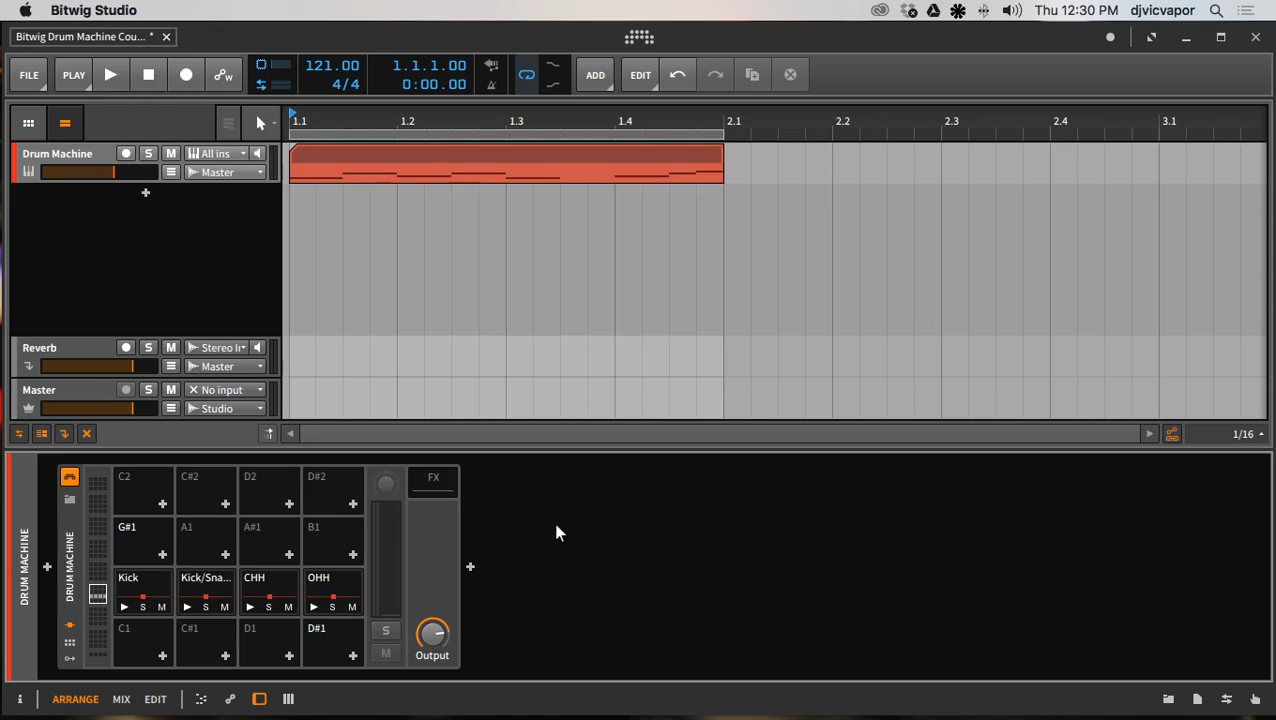 Bitwig Studio
Thu 12:30 PM djvicvapor
Bitwig Drum Machine Cou... *
FILE PLAY 121.00 1.1.1.00 ADD EDIT
4/4 0:00.00
1.1 1.2 1.3 1.4 2.1 2.2 2.3 2.4 3.1
Drum Machine S M All ins
Master
Reverb S M Stereo I
Master
Master S M No input
Studio
1/16
DRUM MACHINE
DRUM MACHINE
C2 C#2 D2 D#2 FX
G#1 A1 A#1 B1
Kick Kick/Sna... CHH OHH
S M S M S M S M
C1 C#1 D1 D#1 S
M Output
i ARRANGE MIX EDIT